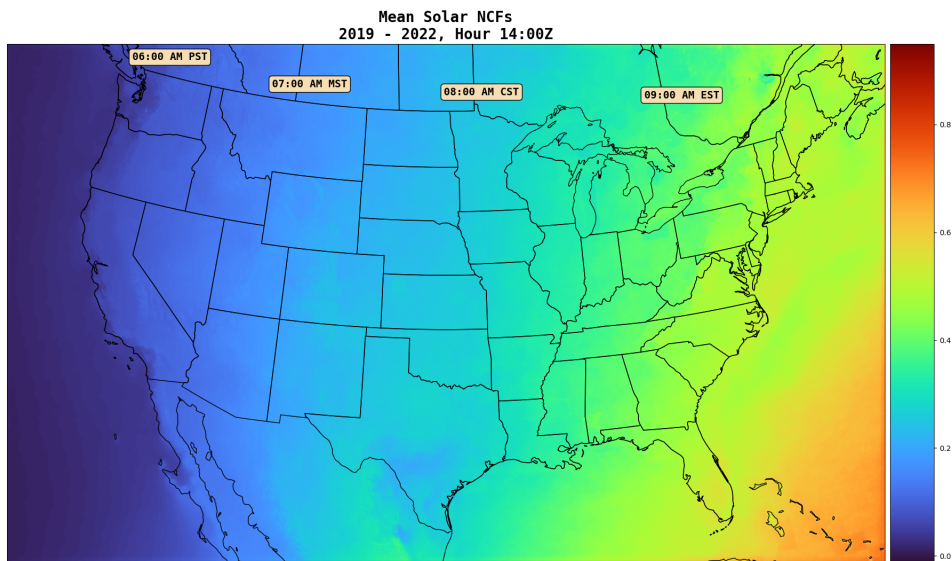 Mean Solar NCFs
2019 - 2022, Hour 14:00Z
06:00 AM PST
07:00 AM MST
08:00 AM CST
09:00 AM EST
0.8
0.6
0.4
0.2
0.0